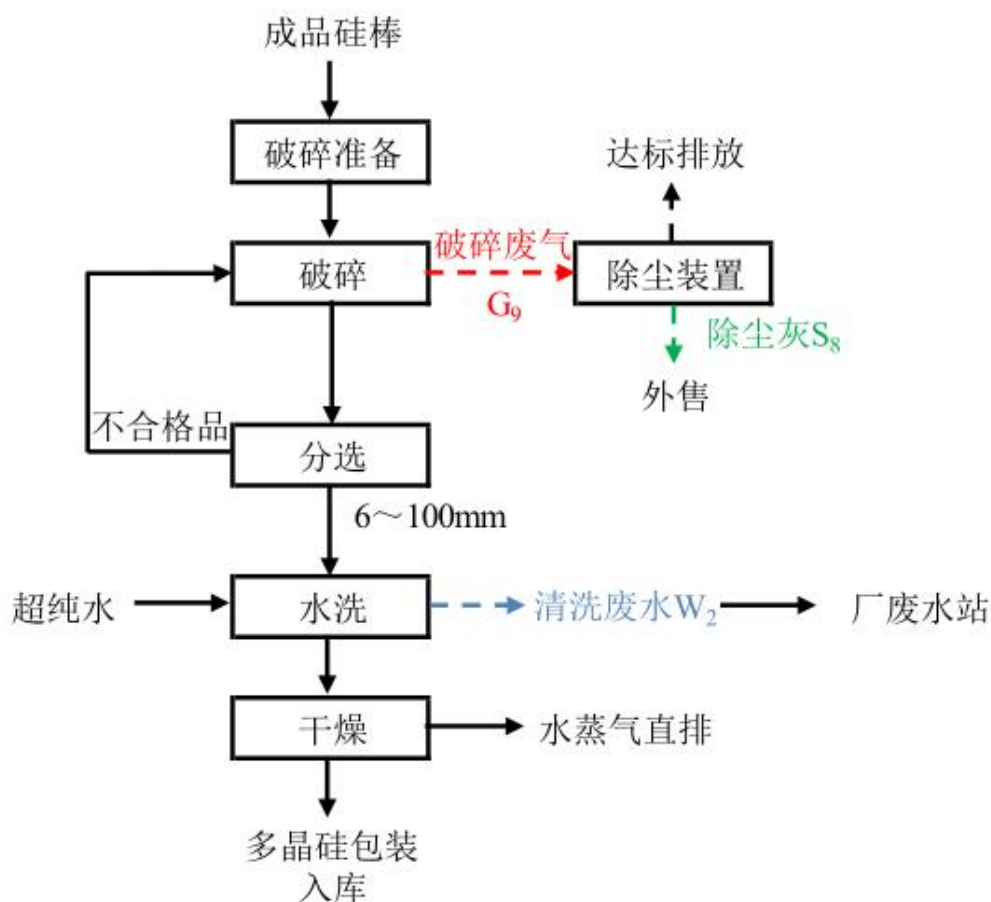 成品硅棒
破碎准备
达标排放
破碎废气
破碎
除尘装置
G₉
除尘灰S₈
外售
不合格品
分选
6～100mm
超纯水
水洗
清洗废水W₂
厂废水站
干燥
水蒸气直排
多晶硅包装
入库